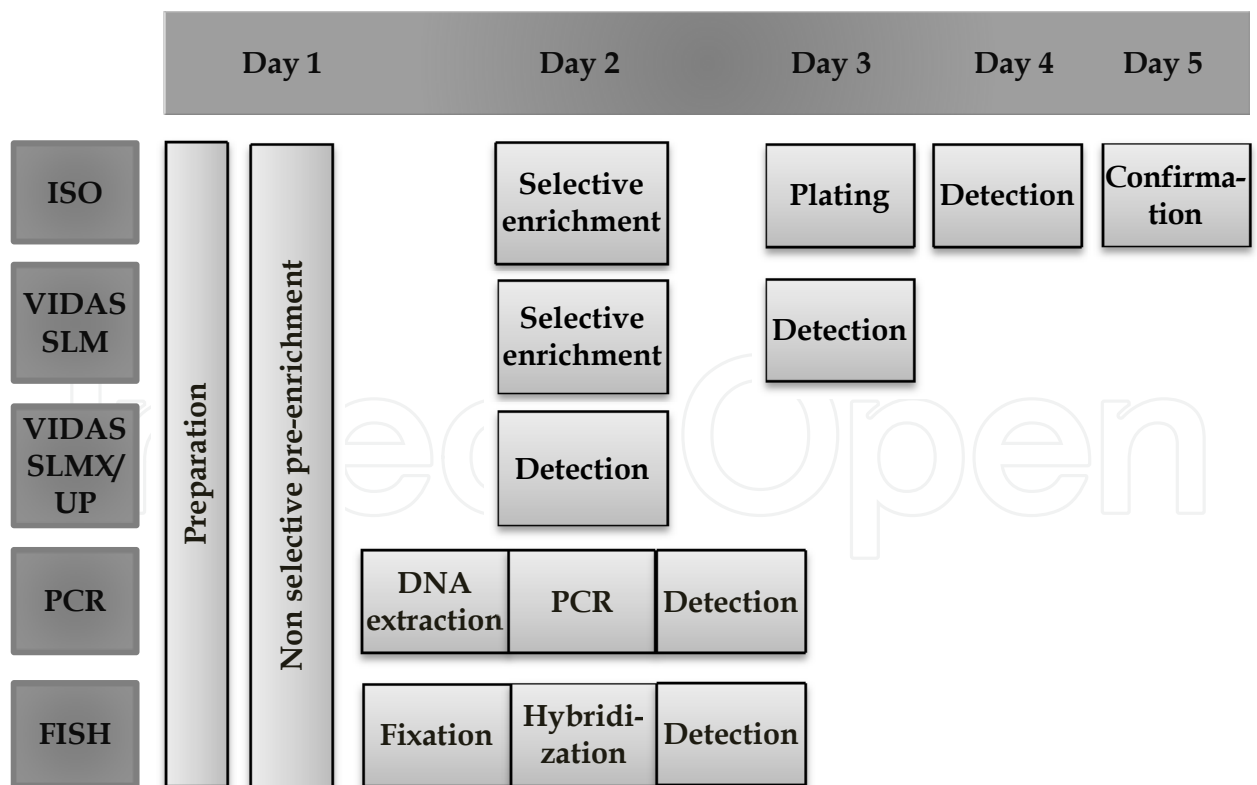 Day 1 Day 2 Day 3 Day 4 Day 5
Preparation
Non selective pre-enrichment
ISO
Selective
enrichment
Plating
Detection
Confirma-
tion
VIDAS
SLM
Selective
enrichment
Detection
VIDAS
SLMX/
UP
Detection
PCR
DNA
extraction
PCR
Detection
FISH
Fixation
Hybridi-
zation
Detection